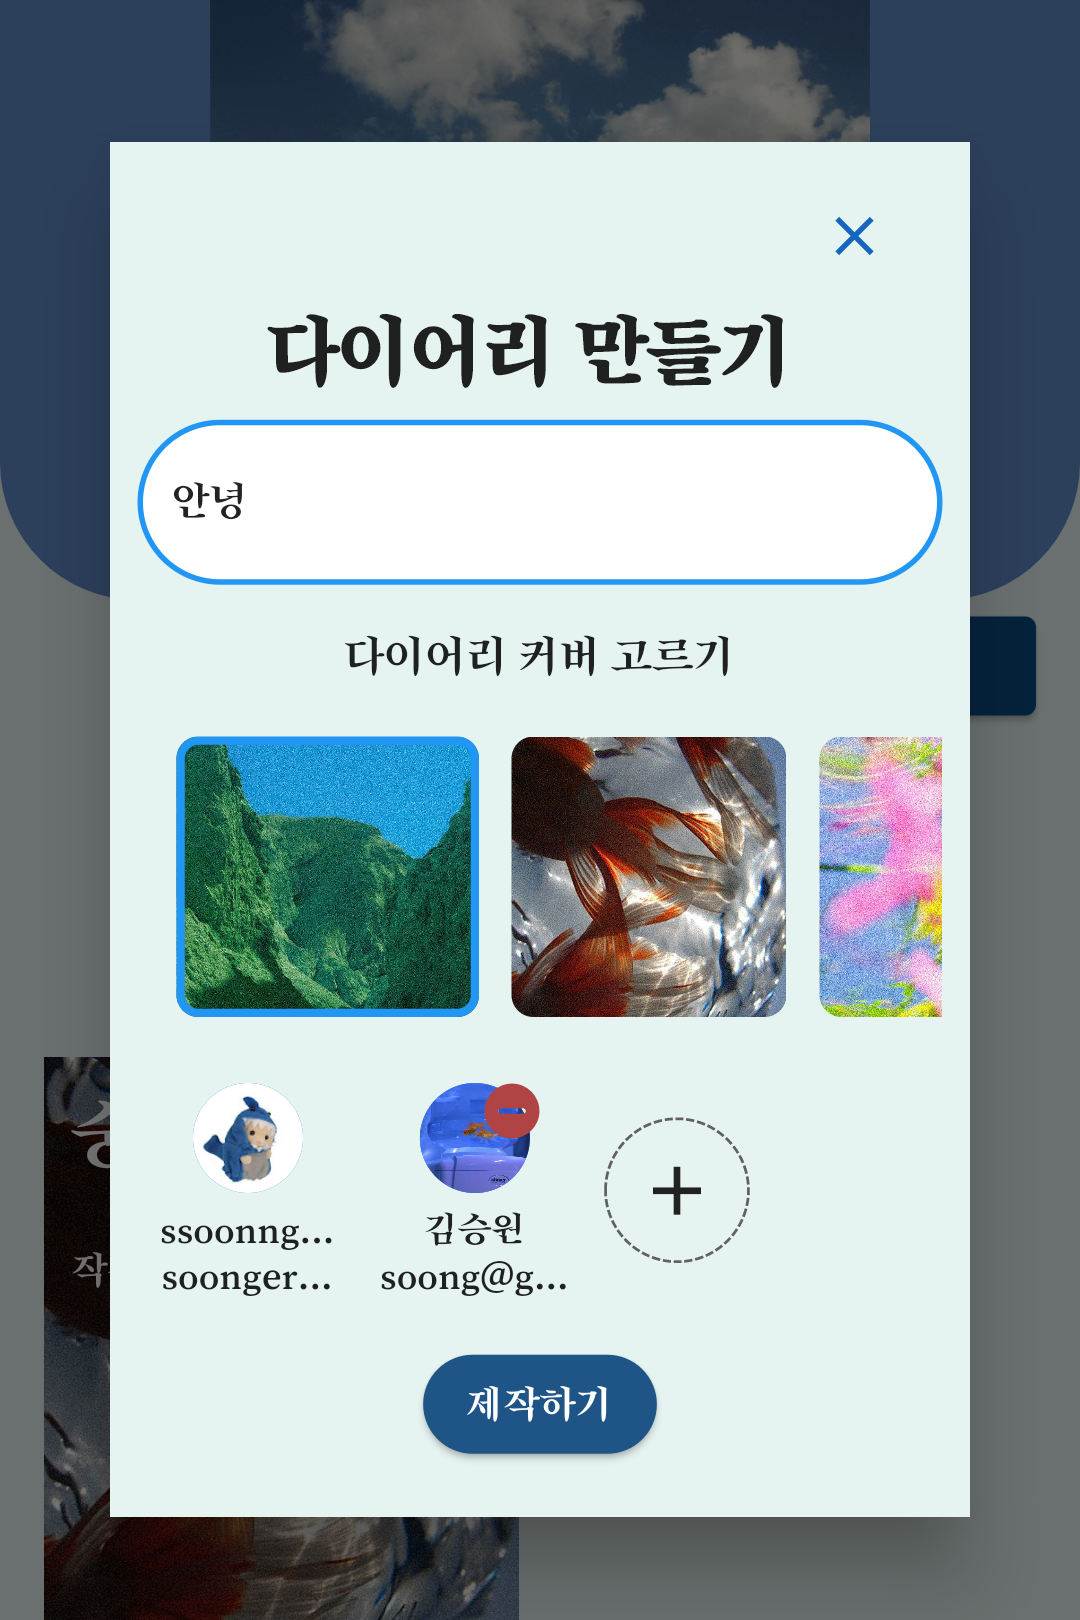 다이어리 만들기
안녕
다이어리 커버 고르기
ssoonng...
soonger...
김승원
soong@g...
제작하기
작